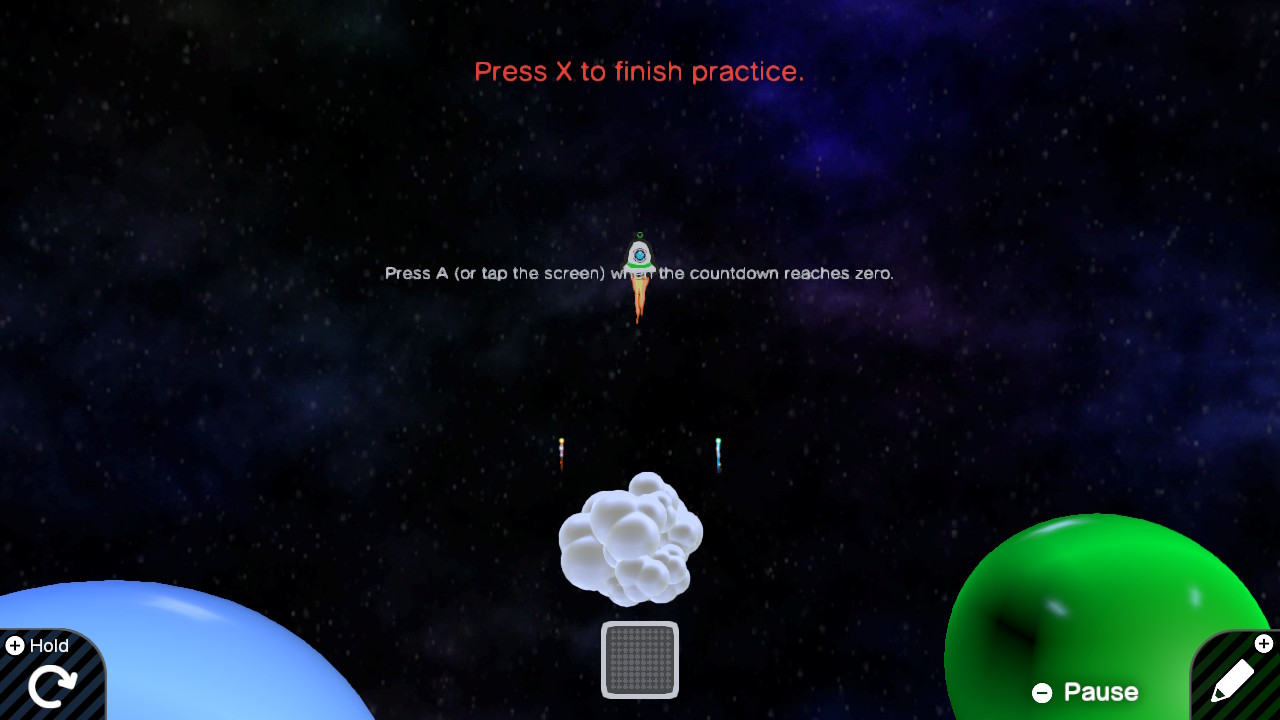 Press X to finish practice.
Press A (or tap the screen) when the countdown reaches zero.
Hold
Pause